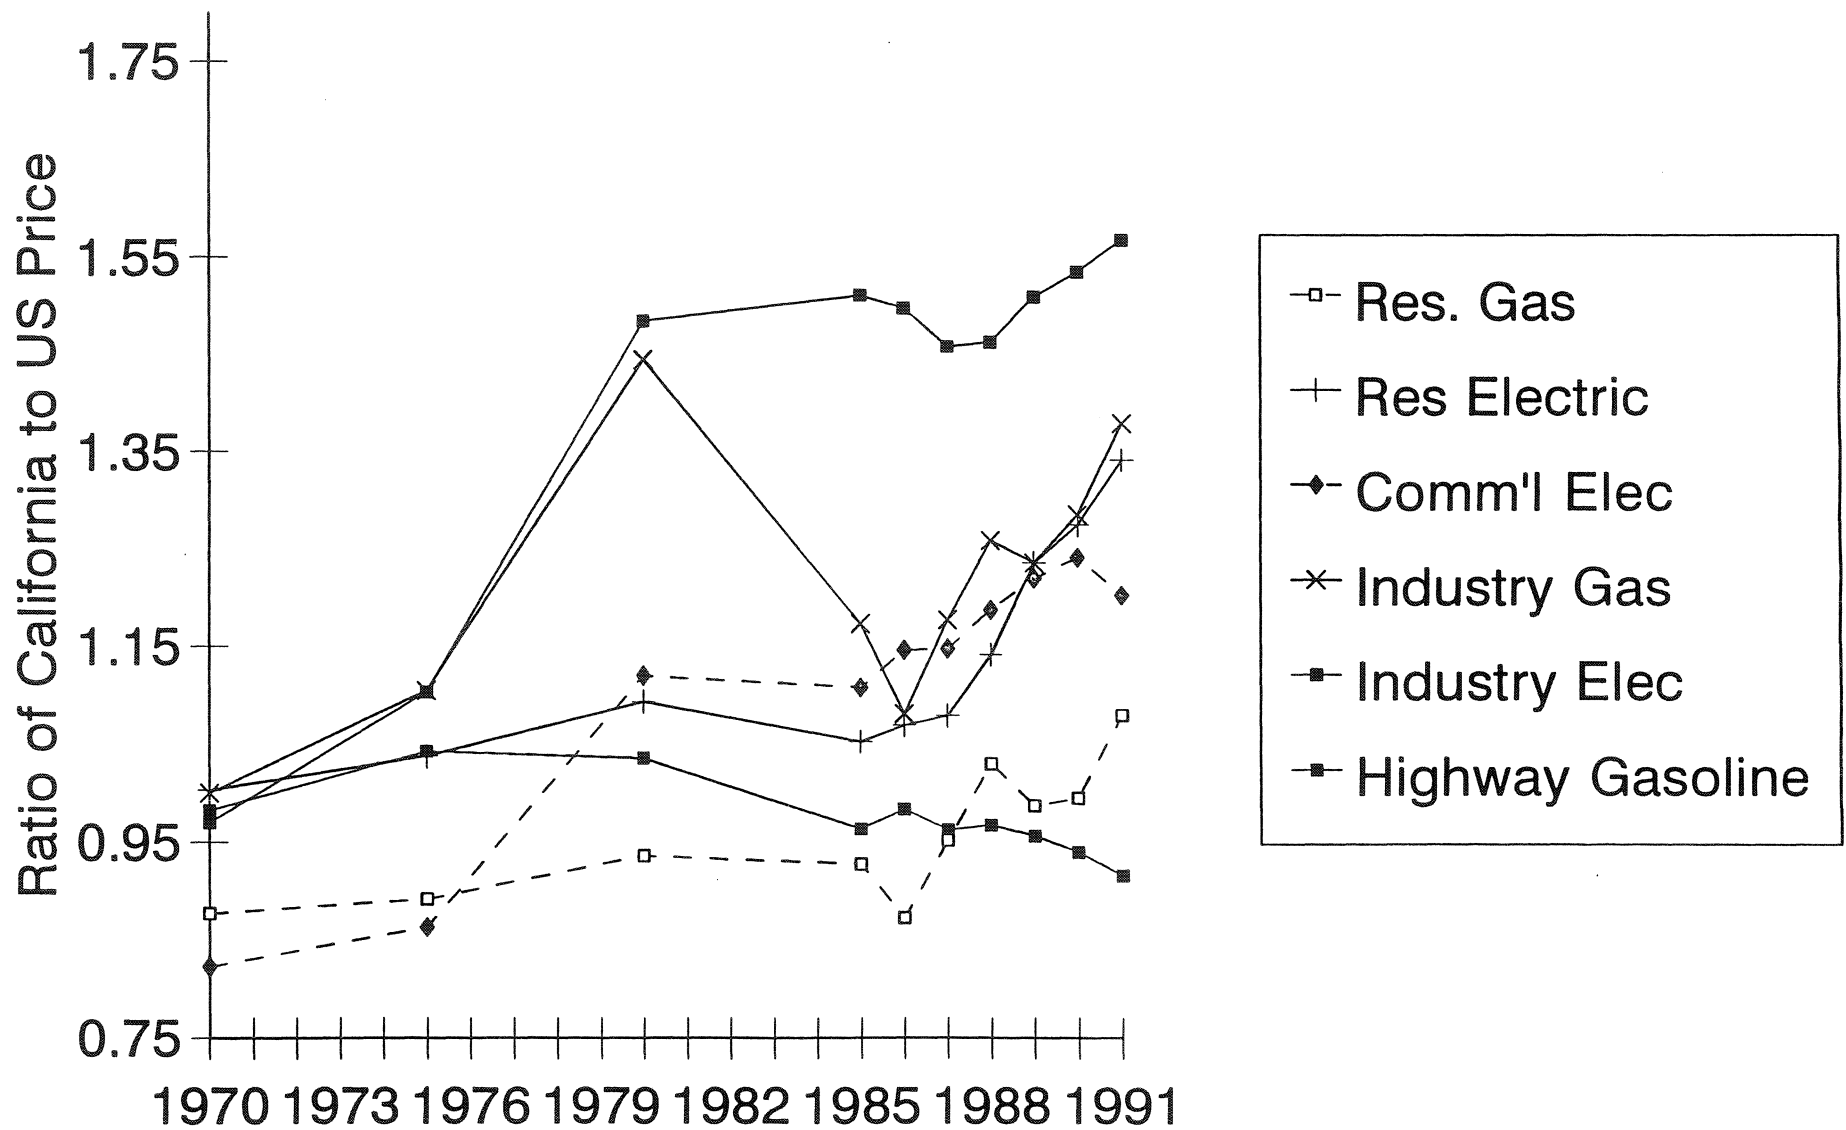 Ratio of California to US Price
1.75
1.55
1.35
1.15
0.95
0.75
1970 1973 1976 1979 1982 1985 1988 1991
Res. Gas
Res Electric
Comm'l Elec
Industry Gas
Industry Elec
Highway Gasoline